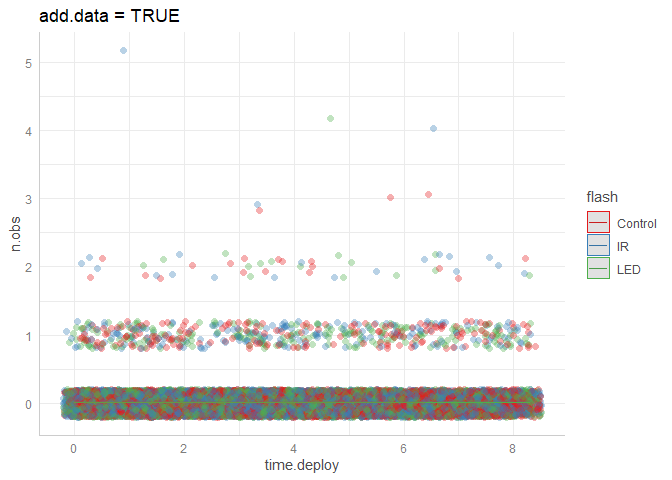 add.data = TRUE
5
4
3
2
1
0
n.obs
0 2 4 6 8
time.deploy
flash
Control
IR
LED